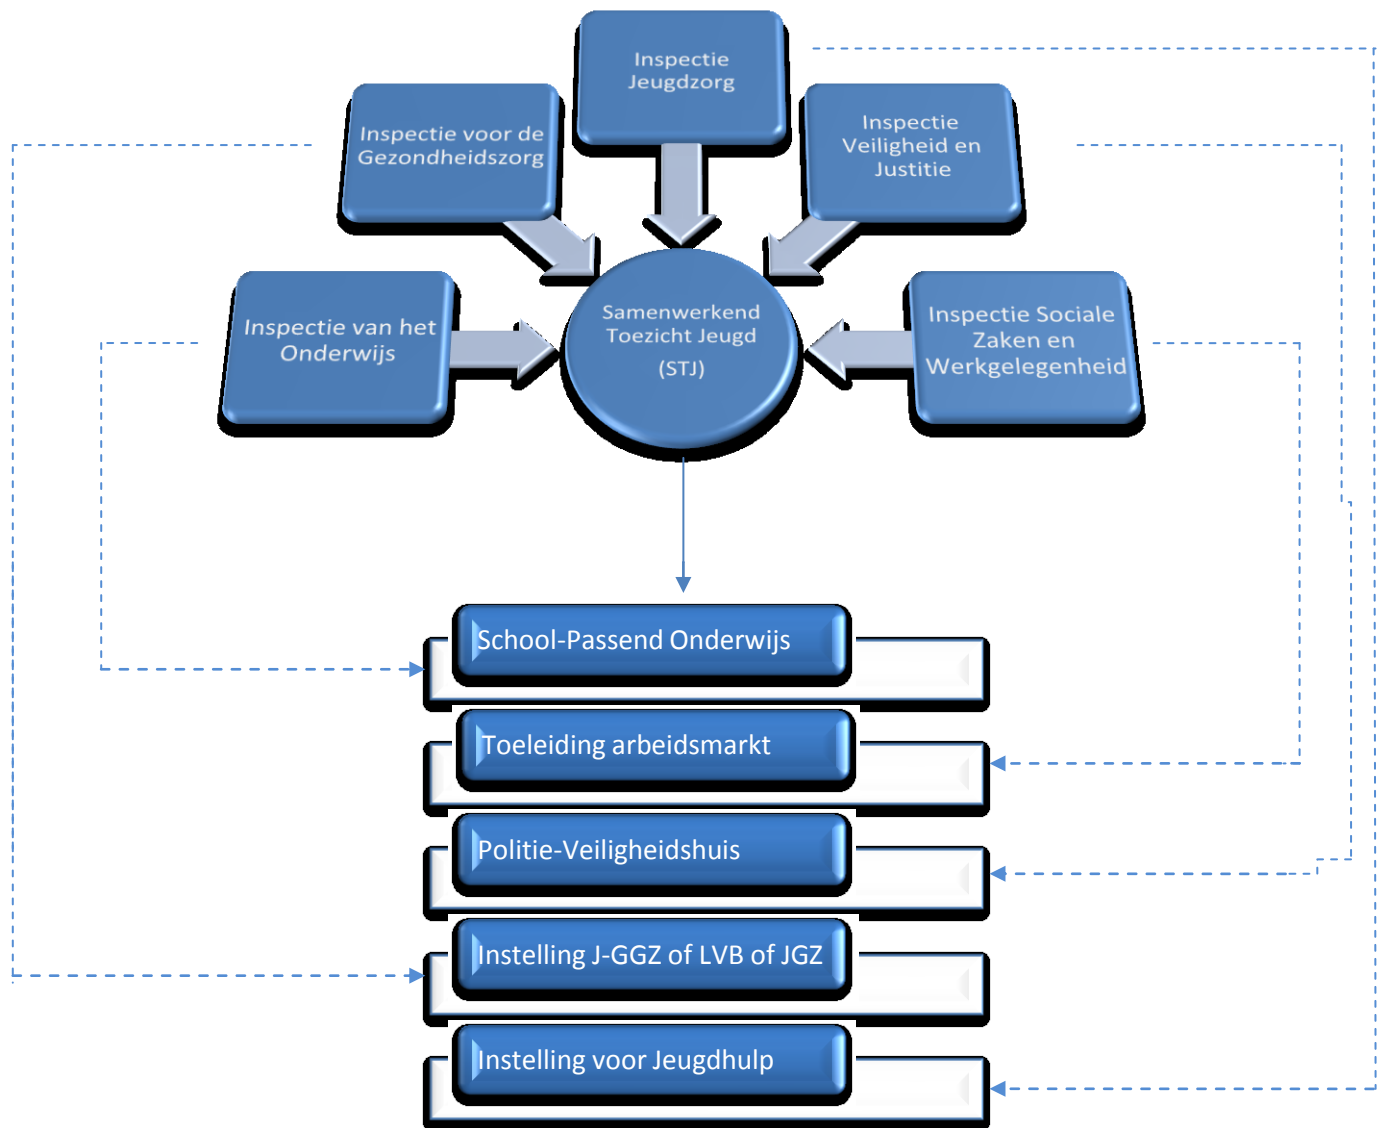 Inspectie
Jeugdzorg
Inspectie voor de
Gezondheidszorg
Inspectie
Veiligheid en
Justitie
Inspectie van het
Onderwijs
Samenwerkend
Toezicht Jeugd
(STJ)
Inspectie Sociale
Zaken en
Werkgelegenheid
School-Passend Onderwijs
Toeleiding arbeidsmarkt
Politie-Veiligheidshuis
Instelling J-GGZ of LVB of JGZ
Instelling voor Jeugdhulp